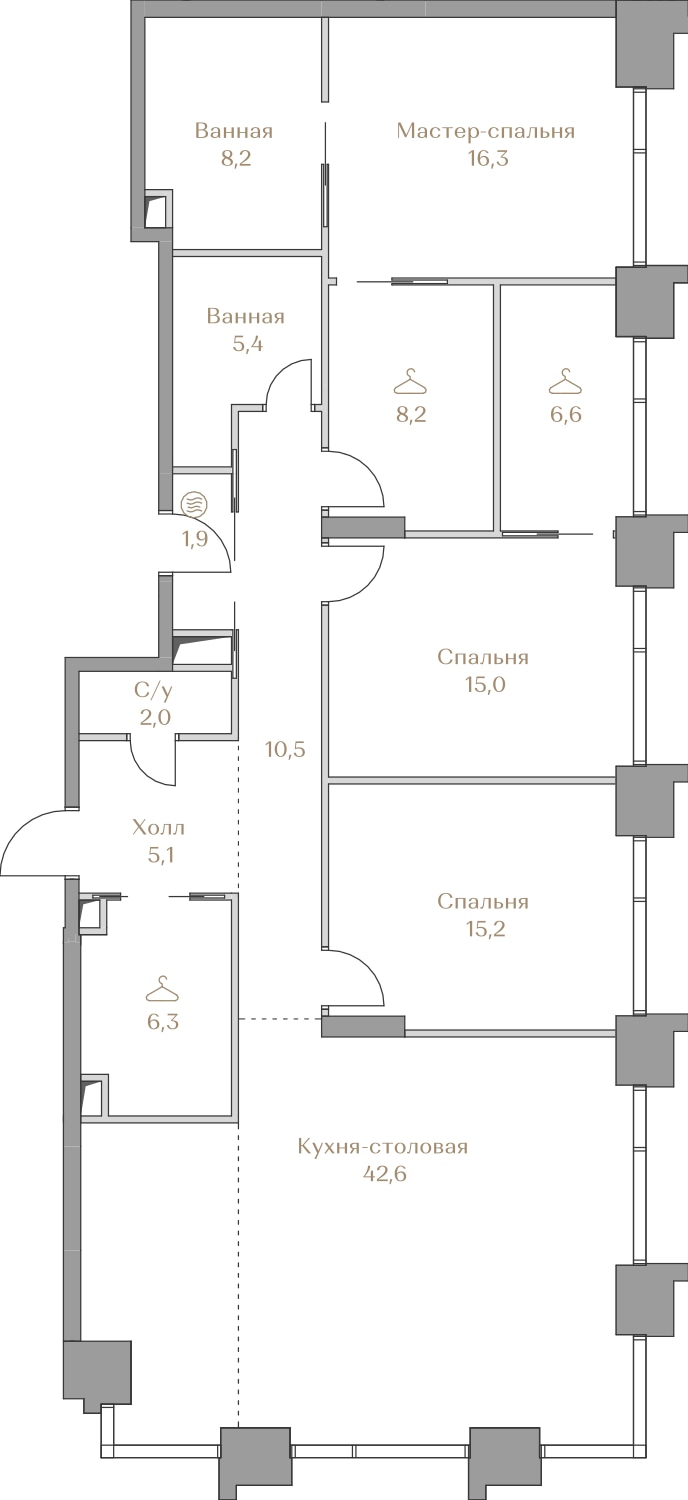 Ванная
8,2
Мастер-спальня
16,3
Ванная
5,4
8,2
6,6
1,9
Спальня
15,0
С/у
2,0
10,5
Холл
5,1
Спальня
15,2
6,3
Кухня-столовая
42,6